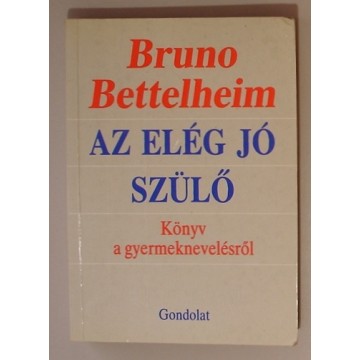 Bruno
Bettelheim
AZ ELÉG JÓ
SZÜLŐ
Könyv
a gyermeknevelésről
Gondolat